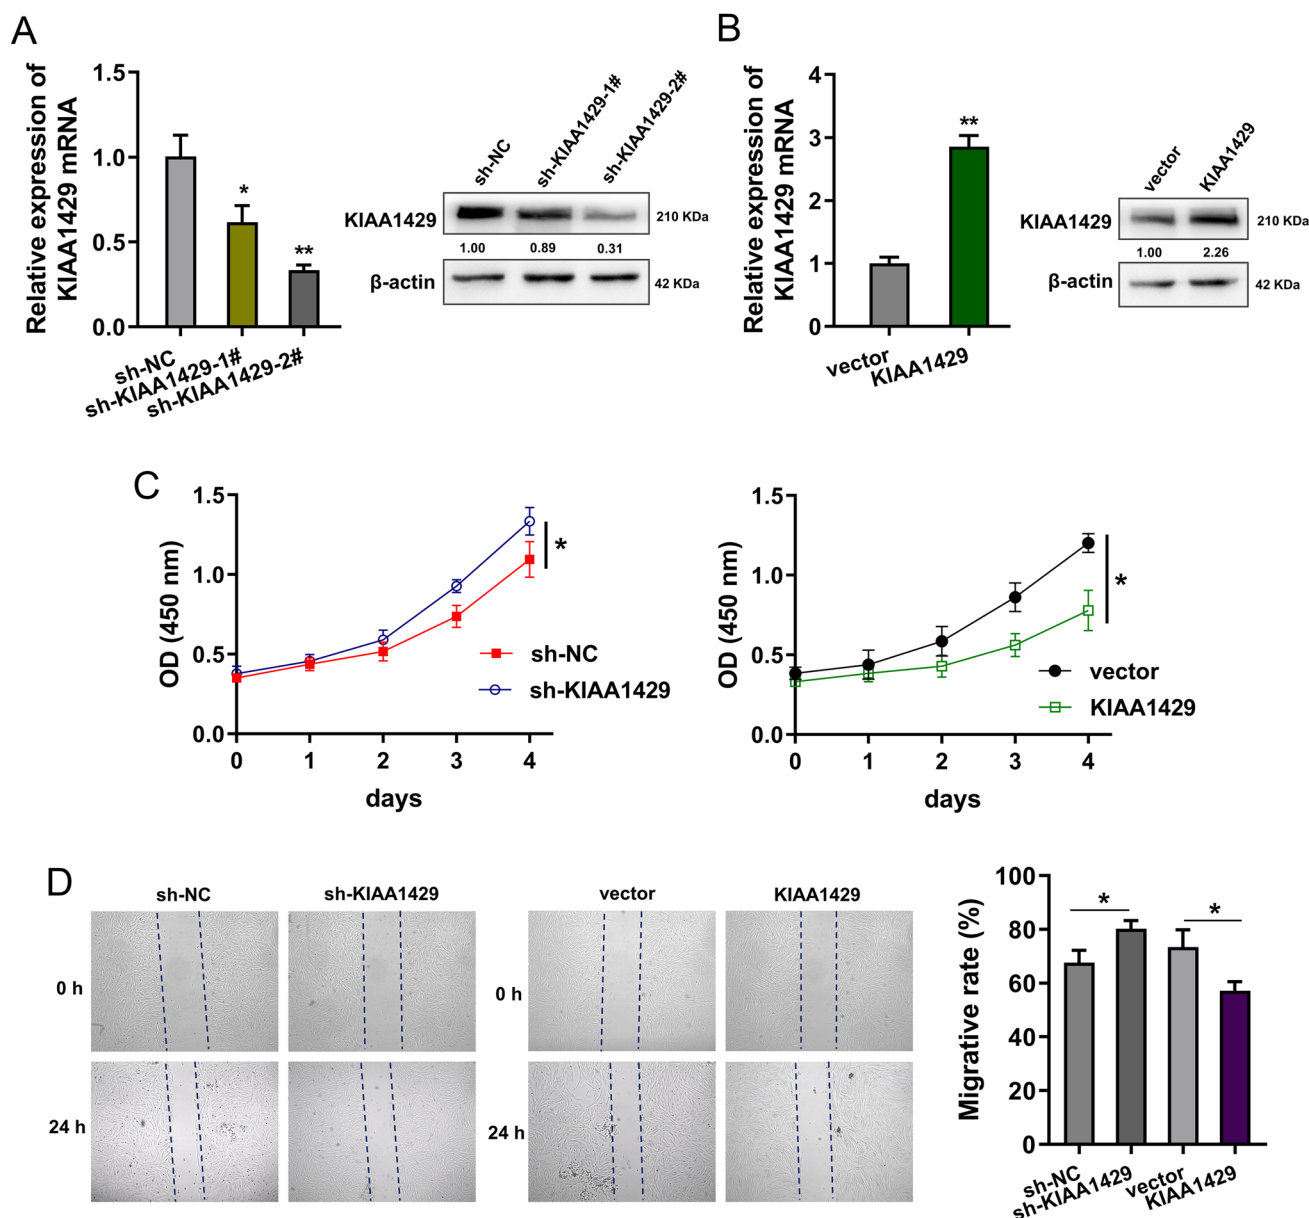 A
Relative expression of
KIAA1429 mRNA
1.5
1.0
0.5
0.0
*
**
sh-NC
sh-KIAA1429-1#
sh-KIAA1429-2#
sh-NC
sh-KIAA1429-1#
sh-KIAA1429-2#
KIAA1429
210 KDa
1.00 0.89 0.31
β-actin
42 KDa
B
Relative expression of
KIAA1429 mRNA
4
3
2
1
0
**
vector
KIAA1429
vector
KIAA1429
KIAA1429
210 KDa
1.00 2.26
β-actin
42 KDa
C
OD (450 nm)
1.5
1.0
0.5
0.0
*
sh-NC
sh-KIAA1429
0 1 2 3 4
days
OD (450 nm)
1.5
1.0
0.5
0.0
*
vector
KIAA1429
0 1 2 3 4
days
D
sh-NC sh-KIAA1429
0 h
24 h
vector KIAA1429
0 h
24 h
Migrative rate (%)
100
80
60
40
20
0
* *
sh-NC
sh-KIAA1429
vector
KIAA1429